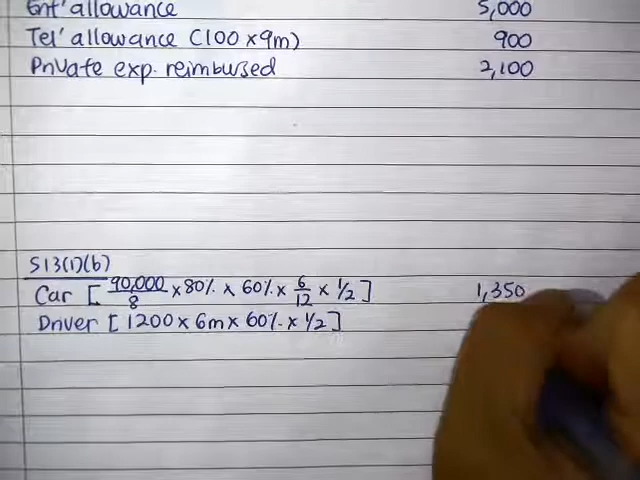 Ent' allowance 5,000
Tel' allowance (100 x 9m) 900
Private exp. reimbursed 2,100
S13(1)(b)
Car [ 90,000/8 x 80% x 60% x 6/12 x 1/2 ] 1,350
Driver [ 1200 x 6m x 60% x 1/2 ]